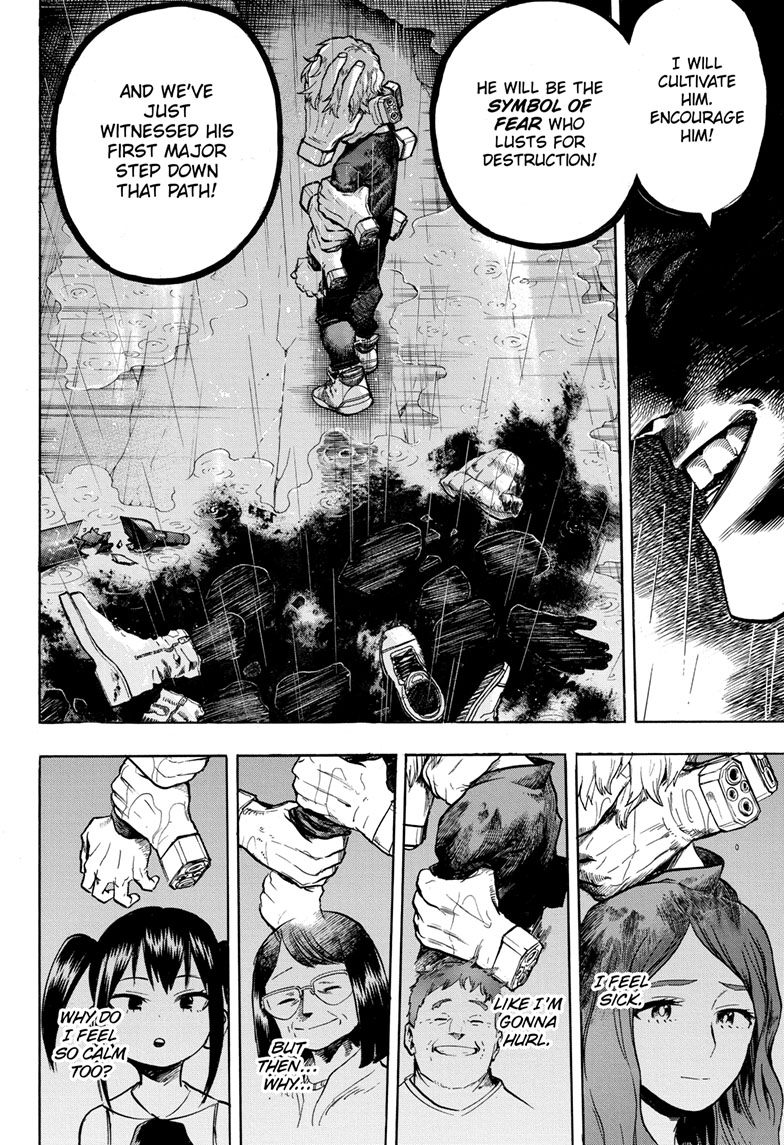 I WILL
CULTIVATE
HIM.
ENCOURAGE
HIM!
HE WILL BE THE
SYMBOL OF
FEAR WHO
LUSTS FOR
DESTRUCTION!
AND WE'VE
JUST
WITNESSED HIS
FIRST MAJOR
STEP DOWN
THAT PATH!
I FEEL
SICK.
LIKE I'M
GONNA
HURL.
BUT
THEN...
WHY...
WHY DO
I FEEL
SO CALM
TOO?